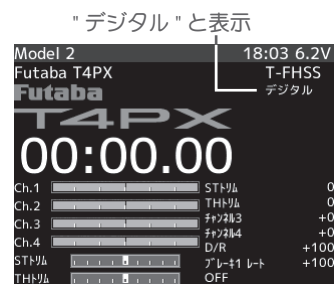 "デジタル"と表示
Model 2 18:03 6.2V
Futaba T4PX T-FHSS
Futaba デジタル
T4PX
00:00.00
Ch.1 STトリム 0
Ch.2 THトリム 0
Ch.3 チャンネル3 +0
Ch.4 チャンネル4 +0
D/R +100
STトリム ブレーキ1 レート +100
THトリム OFF